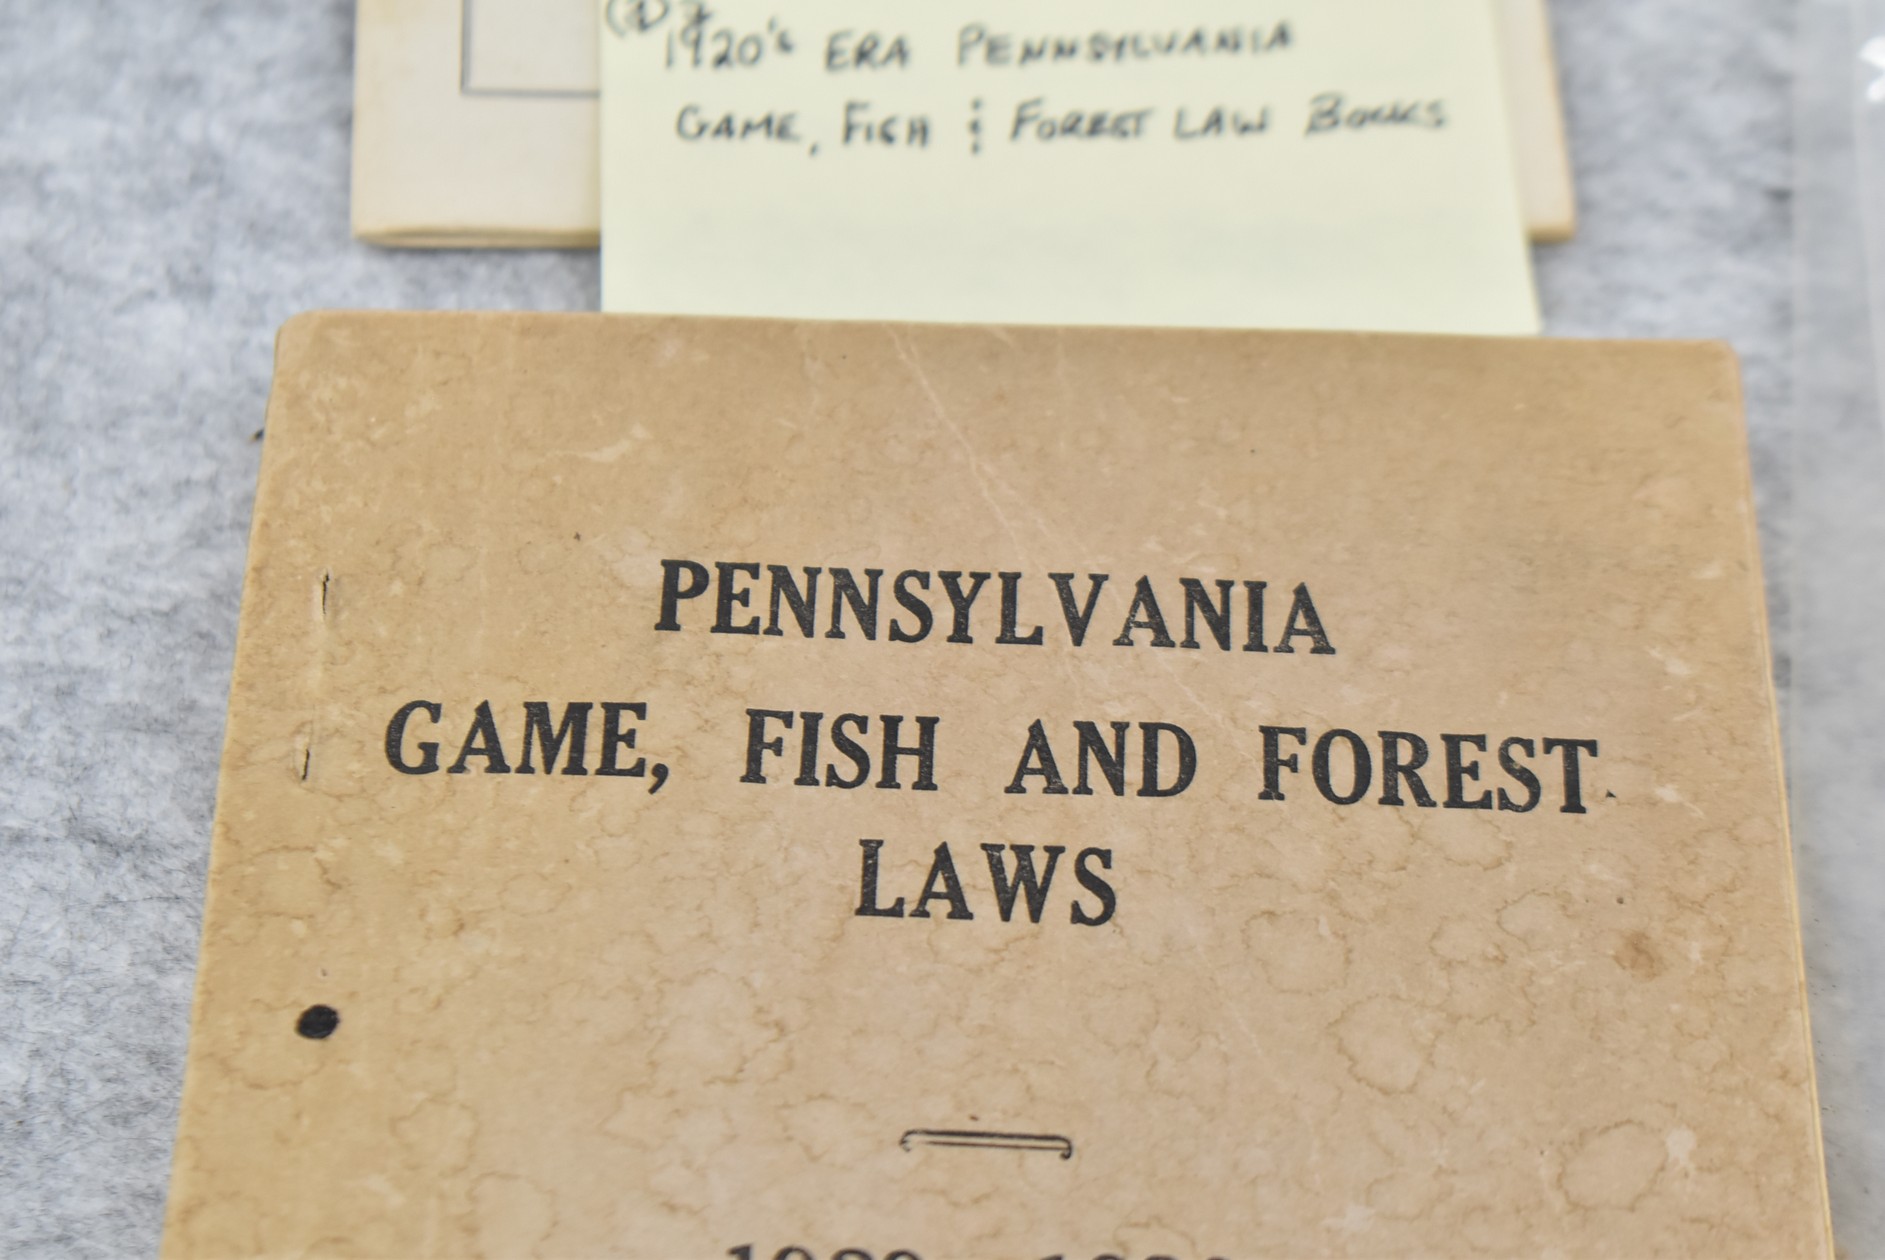 1920's ERA PENNSYLVANIA
GAME, FISH & FOREST LAW BOOKS
PENNSYLVANIA
GAME, FISH AND FOREST
LAWS